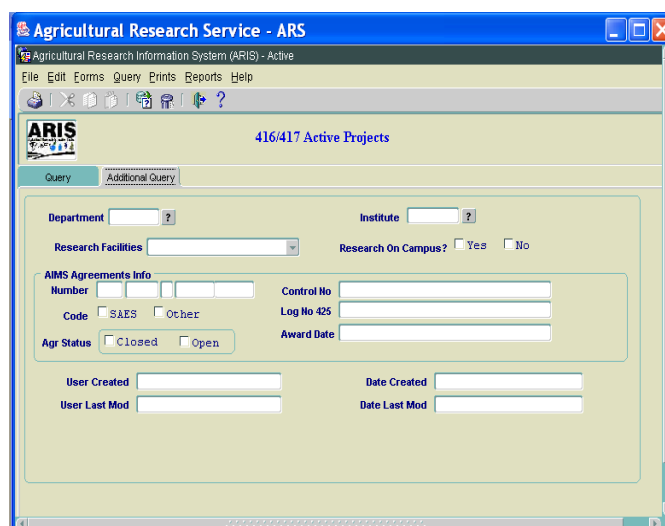 Agricultural Research Service - ARS
Agricultural Research Information System (ARIS) - Active
File Edit Forms Query Prints Reports Help
ARIS
416/417 Active Projects
Query Additional Query
Department ? Institute ?
Research Facilities Research On Campus? Yes No
AIMS Agreements Info
Number Control No
Code SAES Other Log No 425
Agr Status Closed Open Award Date
User Created Date Created
User Last Mod Date Last Mod